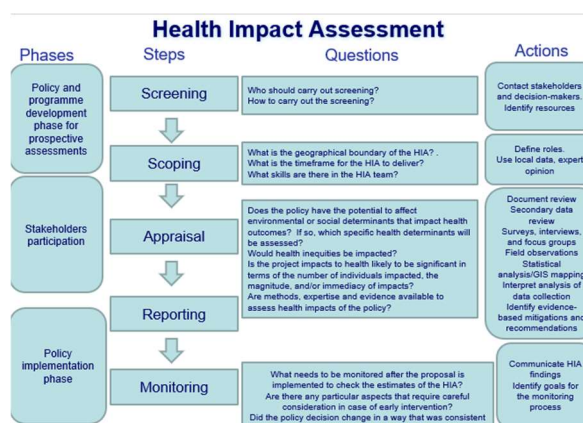 Health Impact Assessment
Phases
Steps
Questions
Actions
Policy and
programme
development
phase for
prospective
assessments
Stakeholders
participation
Policy
implementation
phase
Screening
Scoping
Appraisal
Reporting
Monitoring
Who should carry out screening?
How to carry out the screening?
What is the geographical boundary of the HIA? .
What is the timeframe for the HIA to deliver?
What skills are there in the HIA team?
Does the policy have the potential to affect
environmental or social determinants that impact health
outcomes? If so, which specific health determinants will
be assessed?
Would health inequities be impacted?
Is the project impacts to health likely to be significant in
terms of the number of individuals impacted, the
magnitude, and/or immediacy of impacts?
Are methods, expertise and evidence available to
assess health impacts of the policy?
What needs to be monitored after the proposal is
implemented to check the estimates of the HIA?
Are there any particular aspects that require careful
consideration in case of early intervention?
Did the policy decision change in a way that was consistent
Contact stakeholders
and decision-makers.
Identify resources
Define roles.
Use local data, expert
opinion
Document review
Secondary data
review
Surveys, interviews,
and focus groups
Field observations
Statistical
analysis/GIS mapping
Interpret analysis of
data collection
Identify evidence-
based mitigations and
recommendations
Communicate HIA
findings
Identify goals for
the monitoring
process